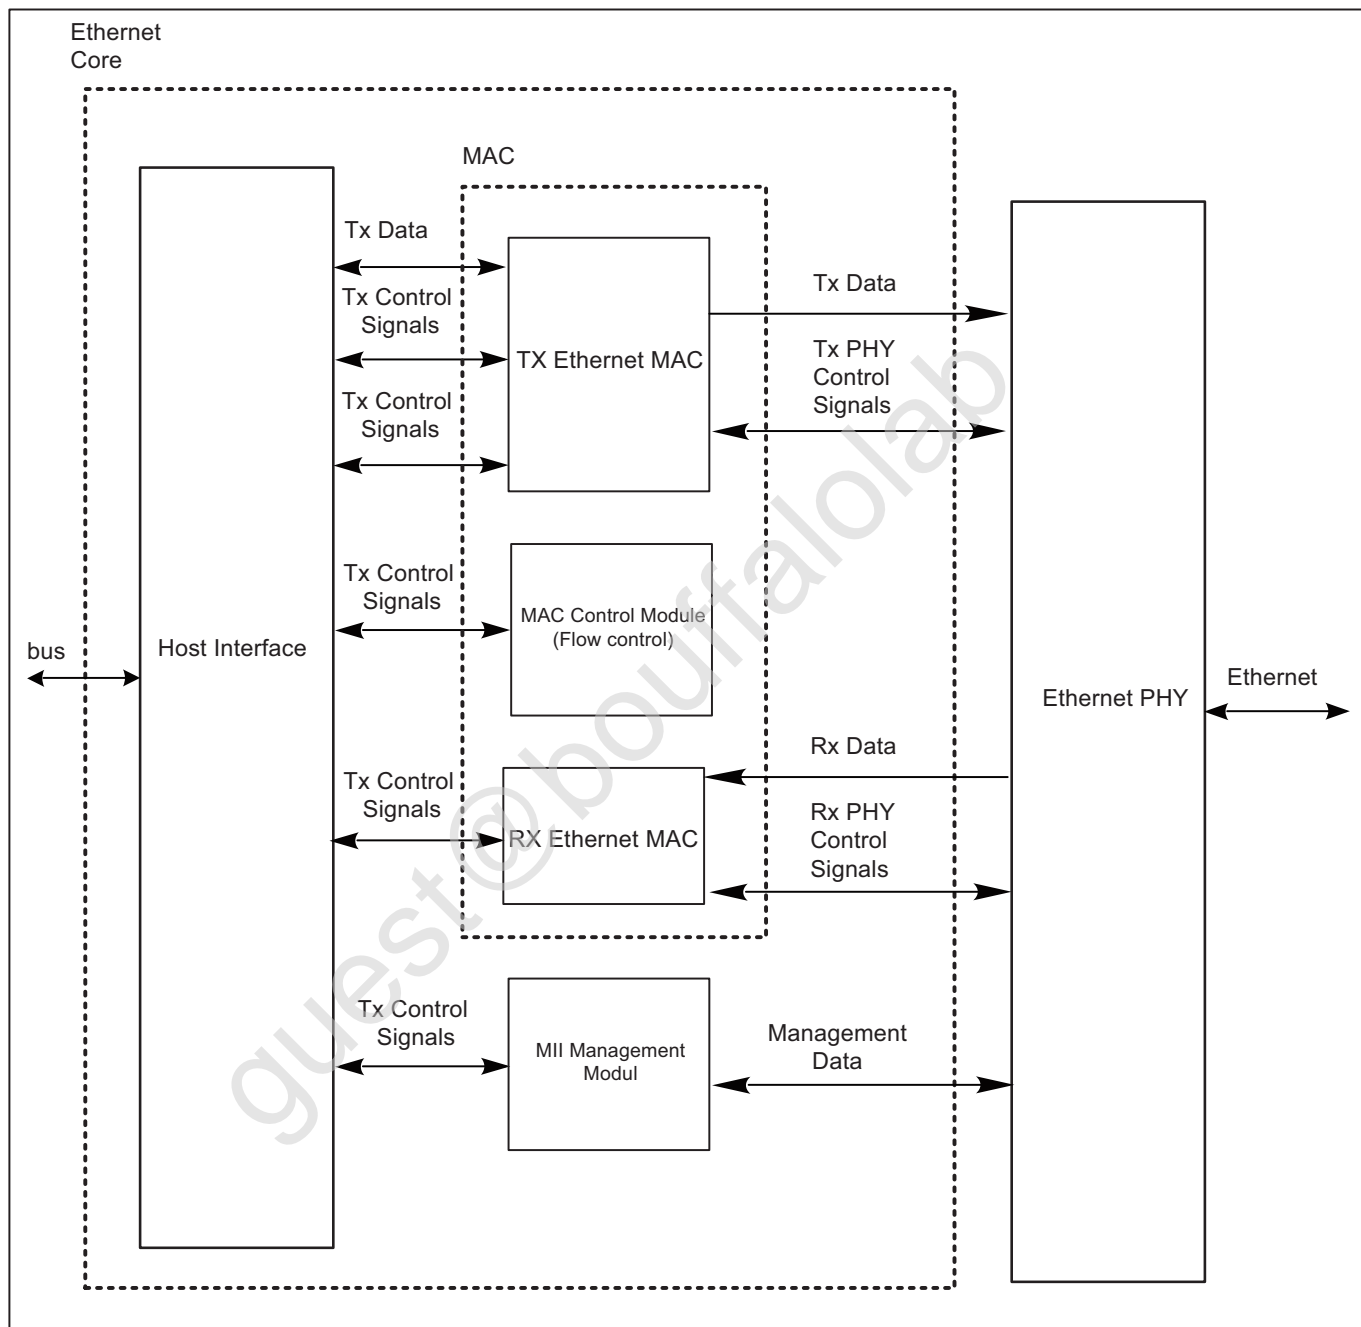 Ethernet
Core
MAC
Tx Data
Tx Control
Signals
Tx Control
Signals
TX Ethernet MAC
Tx Data
Tx PHY
Control
Signals
Tx Control
Signals
MAC Control Module
(Flow control)
bus
Host Interface
Ethernet PHY
Ethernet
Tx Control
Signals
RX Ethernet MAC
Rx Data
Rx PHY
Control
Signals
Tx Control
Signals
MII Management
Modul
Management
Data
guest@bouffalolab